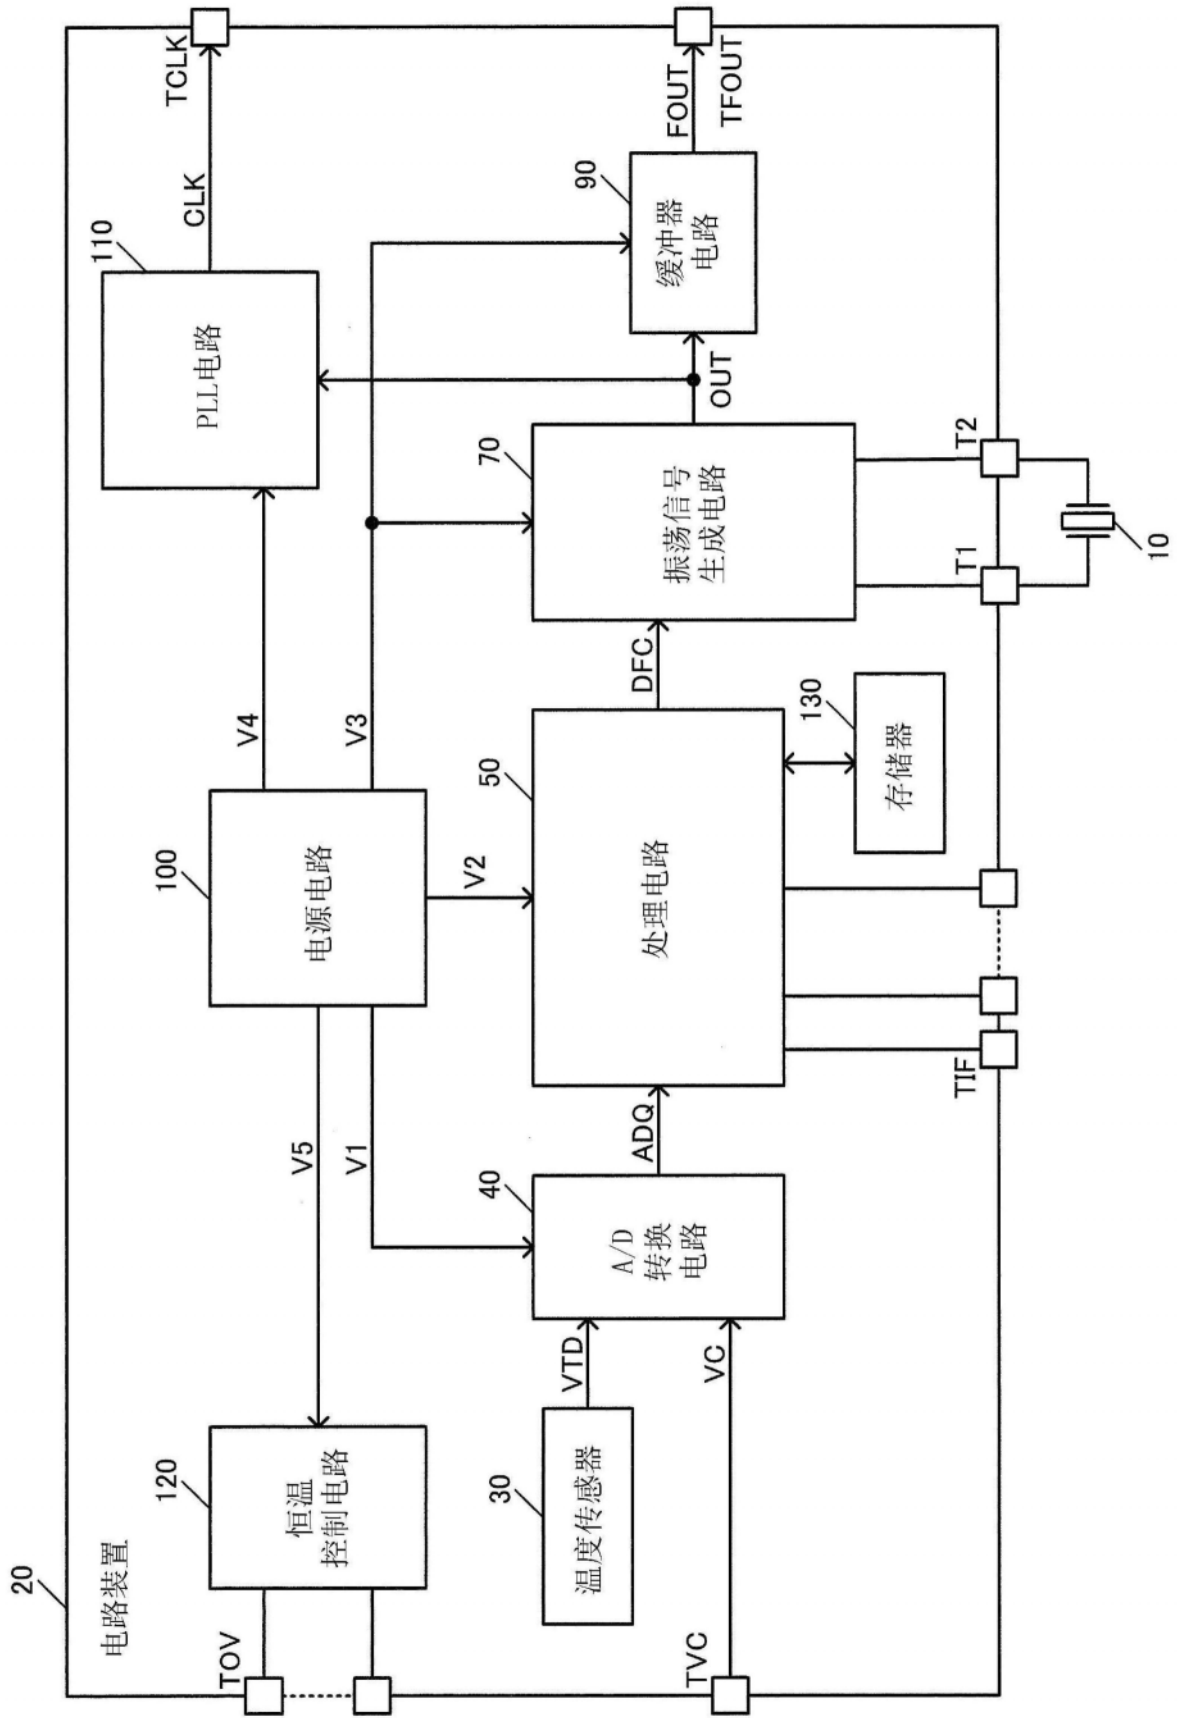 20
电路装置
TOV
120
恒温
控制电路
V5
V1
100
电源电路
V4
V3
V2
110
PLL电路
CLK
TCLK
30
温度传感器
VTD
TVC
VC
40
A/D
转换
电路
ADQ
50
处理电路
TIF
130
存储器
DFC
70
振荡信号
生成电路
T1
T2
10
OUT
90
缓冲器
电路
FOUT
TFOUT